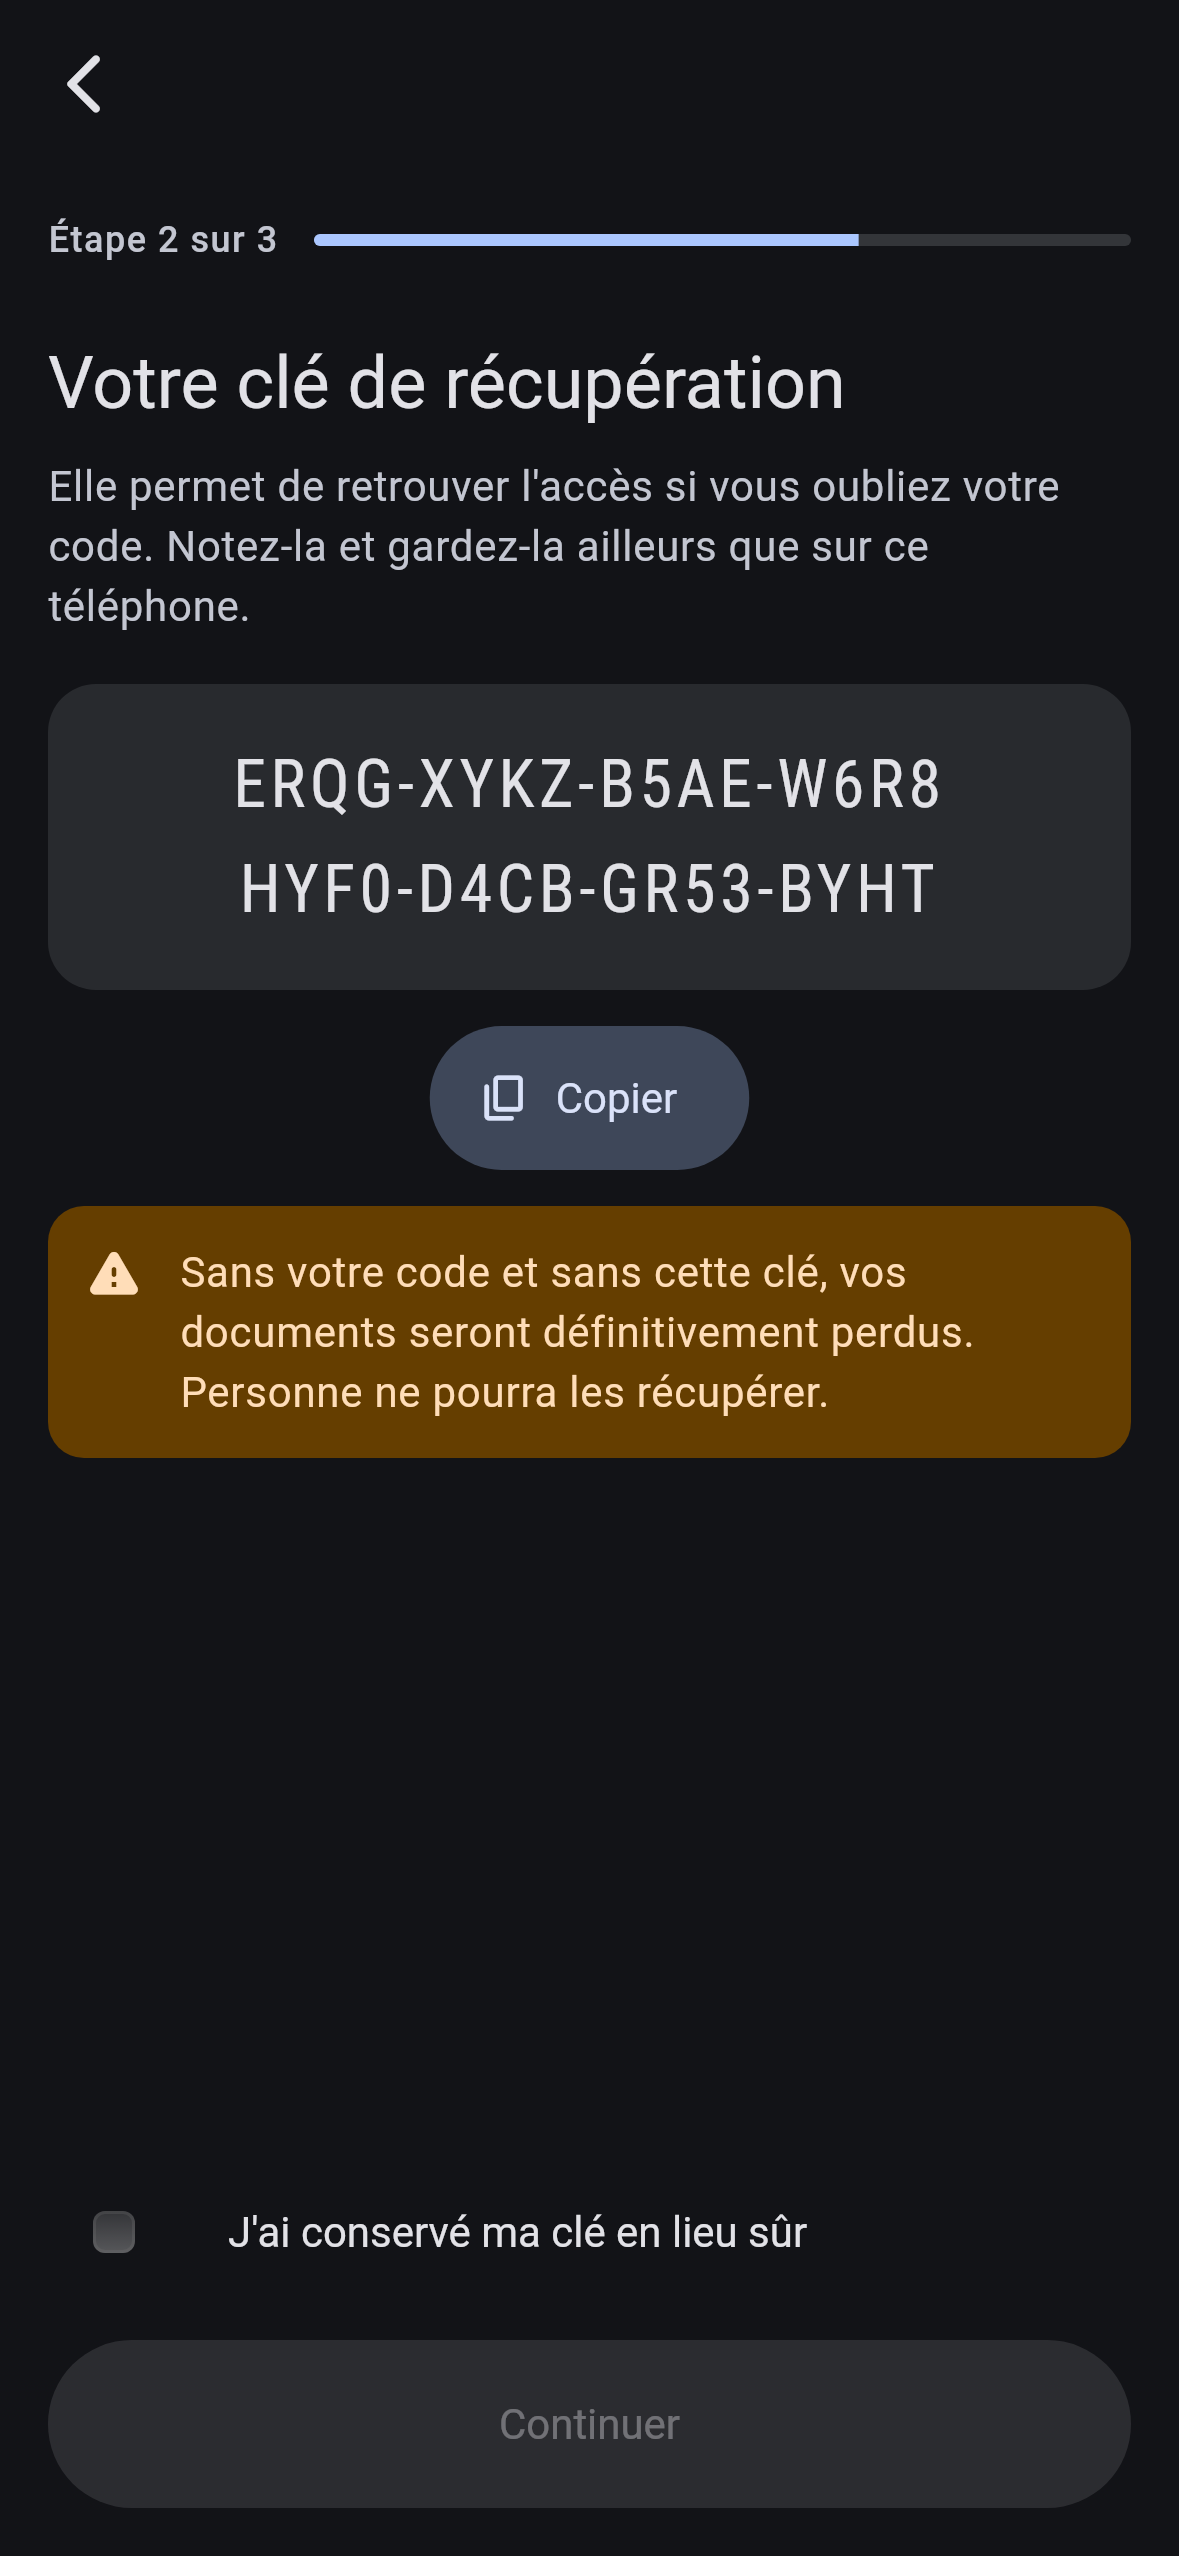 Étape 2 sur 3
Votre clé de récupération
Elle permet de retrouver l'accès si vous oubliez votre
code. Notez-la et gardez-la ailleurs que sur ce
téléphone.
ERQG-XYKZ-B5AE-W6R8
HYF0-D4CB-GR53-BYHT
Copier
Sans votre code et sans cette clé, vos
documents seront définitivement perdus.
Personne ne pourra les récupérer.
J'ai conservé ma clé en lieu sûr
Continuer